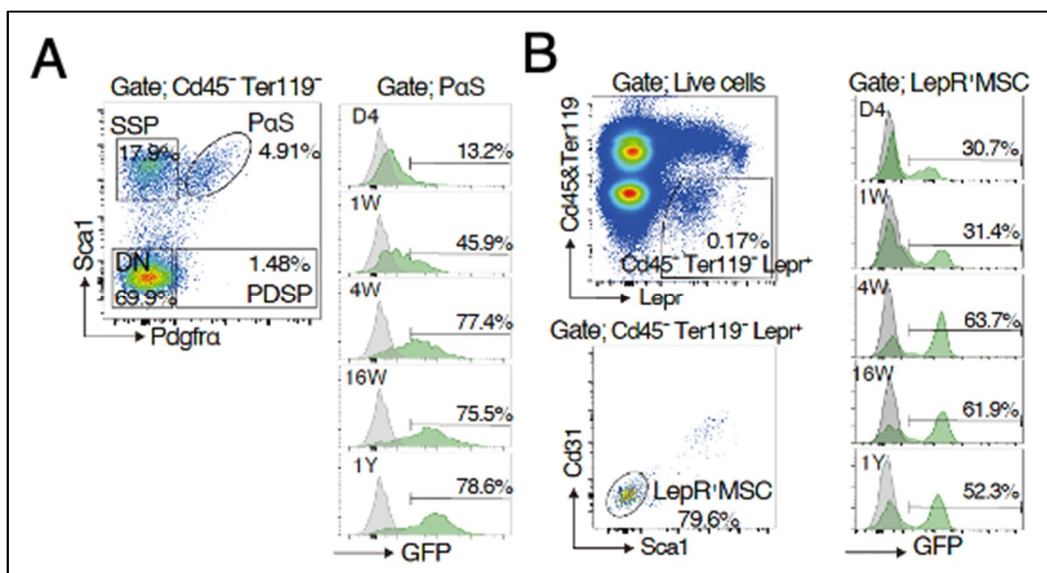 A
Gate; Cd45⁻ Ter119⁻
SSP
17.9%
PαS
4.91%
DN
69.9%
1.48%
PDSP
Sca1
Pdgfrα
Gate; PαS
D4
13.2%
1W
45.9%
4W
77.4%
16W
75.5%
1Y
78.6%
GFP
B
Gate; Live cells
Cd45&Ter119
0.17%
Cd45⁻ Ter119⁻ Lepr⁺
Lepr
Gate; Cd45⁻ Ter119⁻ Lepr⁺
Cd31
LepR⁺MSC
79.6%
Sca1
Gate; LepR⁺MSC
D4
30.7%
1W
31.4%
4W
63.7%
16W
61.9%
1Y
52.3%
GFP